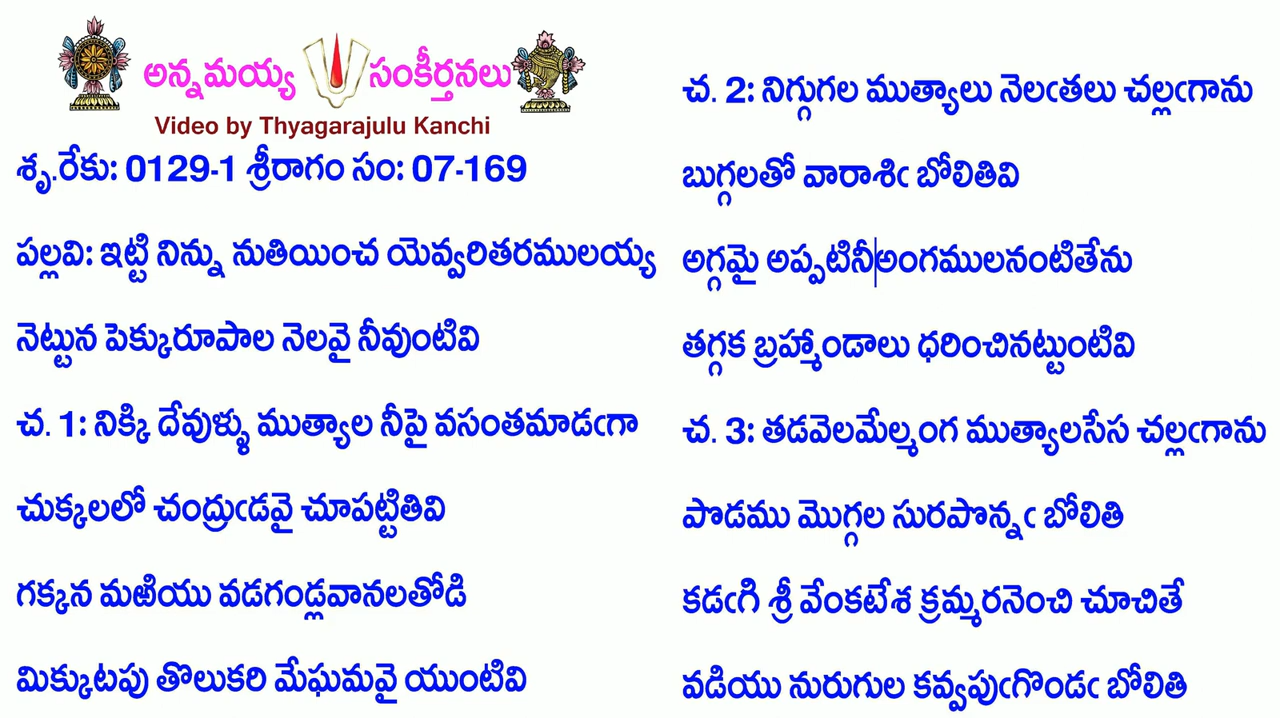 అన్నమయ్య సంకీర్తనలు
Video by Thyagarajulu Kanchi
శృ.రేకు: 0129-1 శ్రీరాగం సం: 07-169
పల్లవి: ఇట్టి నిన్ను నుతియించ యెవ్వరితరములయ్య
నెట్టున పెక్కురూపాల నెలవై నీవుంటివి
చ. 1: నిక్కి దేవుళ్ళు ముత్యాల నీపై వసంతమాడఁగా
చుక్కలలో చంద్రుఁడవై చూపట్టితివి
గక్కన మఱియు వడగండ్లవానలతోడి
మిక్కుటపు తొలుకరి మేఘమవై యుంటివి
చ. 2: నిగ్గుగల ముత్యాలు నెలఁతలు చల్లఁగాను
బుగ్గలతో వారాశిఁ బోలితివి
అగ్గమై అప్పటినీఅంగములనంటితేను
తగ్గక బ్రహ్మాండాలు ధరించినట్టుంటివి
చ. 3: తడవెలమేల్మంగ ముత్యాలసేస చల్లఁగాను
పొడము మొగ్గల సురపొన్నఁ బోలితి
కడఁగి శ్రీ వేంకటేశ క్రమ్మరనెంచి చూచితే
వడియు నురుగుల కవ్వపుఁగొండఁ బోలితి